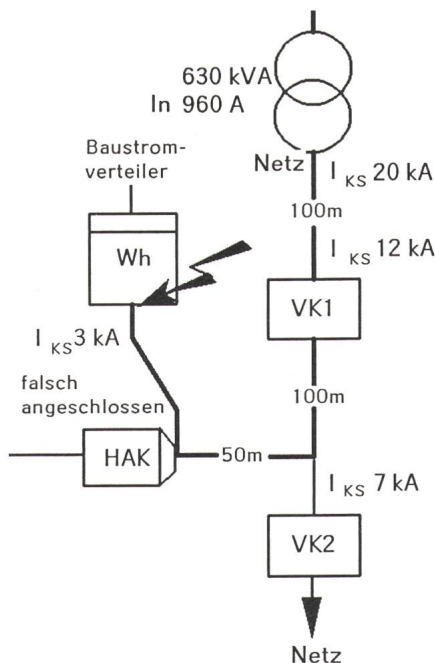 630 kVA
In 960 A
Baustrom-
verteiler
Netz
I KS 20 kA
100m
Wh
I KS 12 kA
VK1
I KS 3 kA
falsch
angeschlossen
100m
HAK
50m
I KS 7 kA
VK2
Netz